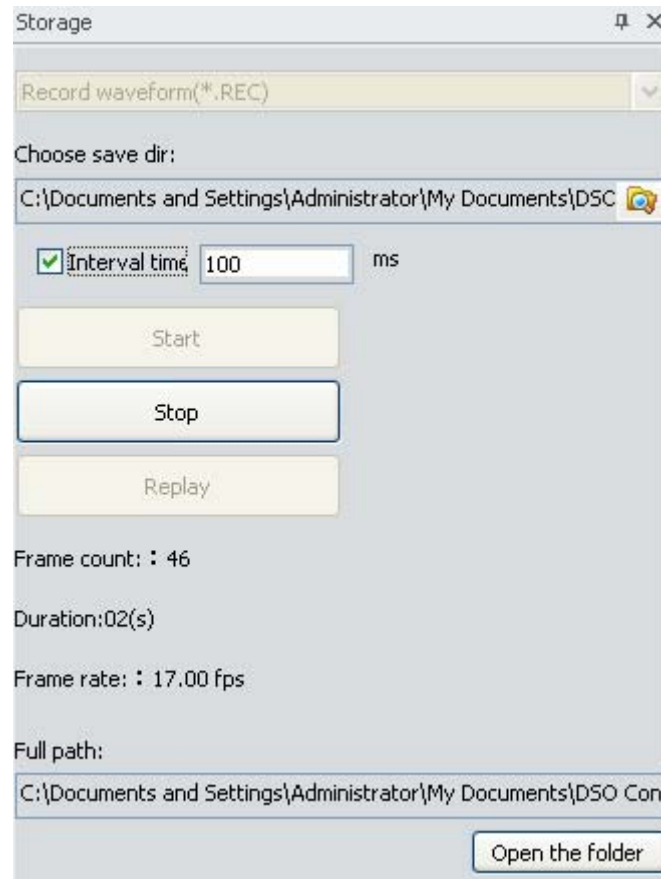 Storage
Record waveform(*.REC)
Choose save dir:
C:\Documents and Settings\Administrator\My Documents\DSC
Interval time 100 ms
Start
Stop
Replay
Frame count: : 46
Duration:02(s)
Frame rate: : 17.00 fps
Full path:
C:\Documents and Settings\Administrator\My Documents\DSO Con
Open the folder